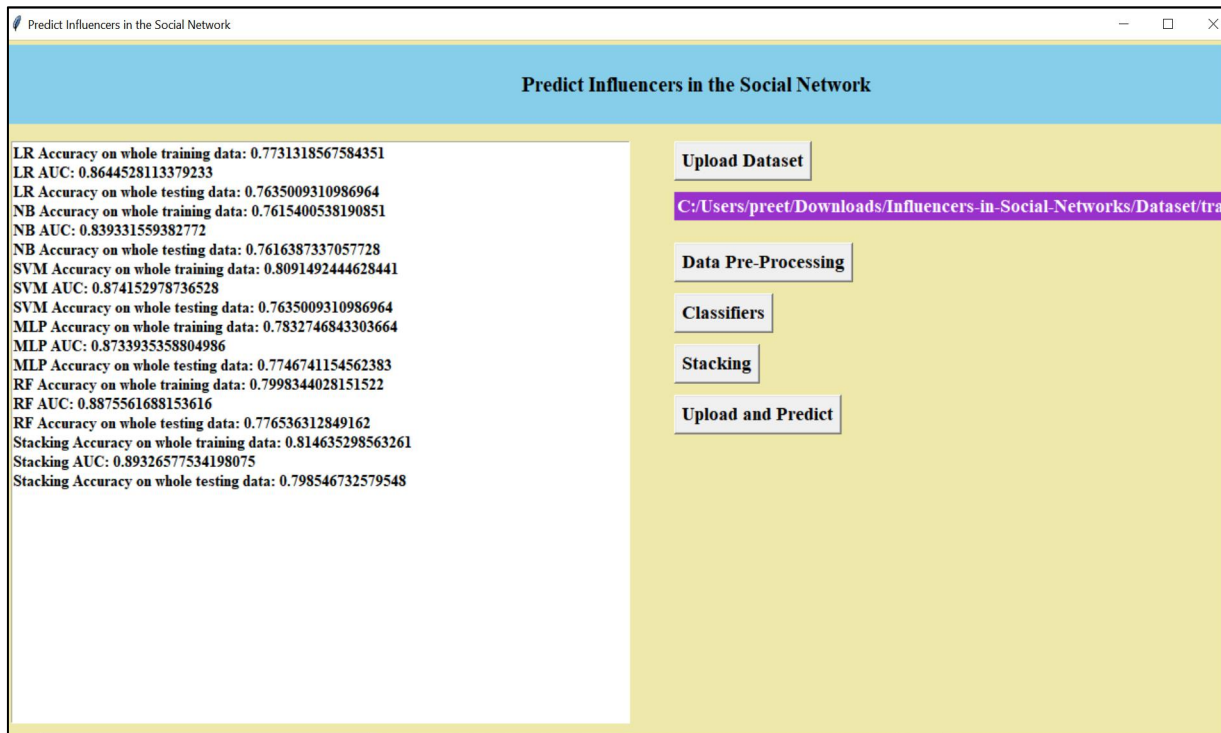 Predict Influencers in the Social Network
Predict Influencers in the Social Network
LR Accuracy on whole training data: 0.7731318567584351
LR AUC: 0.8644528113379233
LR Accuracy on whole testing data: 0.7635009310986964
NB Accuracy on whole training data: 0.7615400538190851
NB AUC: 0.839331559382772
NB Accuracy on whole testing data: 0.7616387337057728
SVM Accuracy on whole training data: 0.8091492444628441
SVM AUC: 0.874152978736528
SVM Accuracy on whole testing data: 0.7635009310986964
MLP Accuracy on whole training data: 0.7832746843303664
MLP AUC: 0.8733935358804986
MLP Accuracy on whole testing data: 0.7746741154562383
RF Accuracy on whole training data: 0.7998344028151522
RF AUC: 0.8875561688153616
RF Accuracy on whole testing data: 0.776536312849162
Stacking Accuracy on whole training data: 0.814635298563261
Stacking AUC: 0.89326577534198075
Stacking Accuracy on whole testing data: 0.798546732579548
Upload Dataset
C:/Users/preet/Downloads/Influencers-in-Social-Networks/Dataset/tra
Data Pre-Processing
Classifiers
Stacking
Upload and Predict